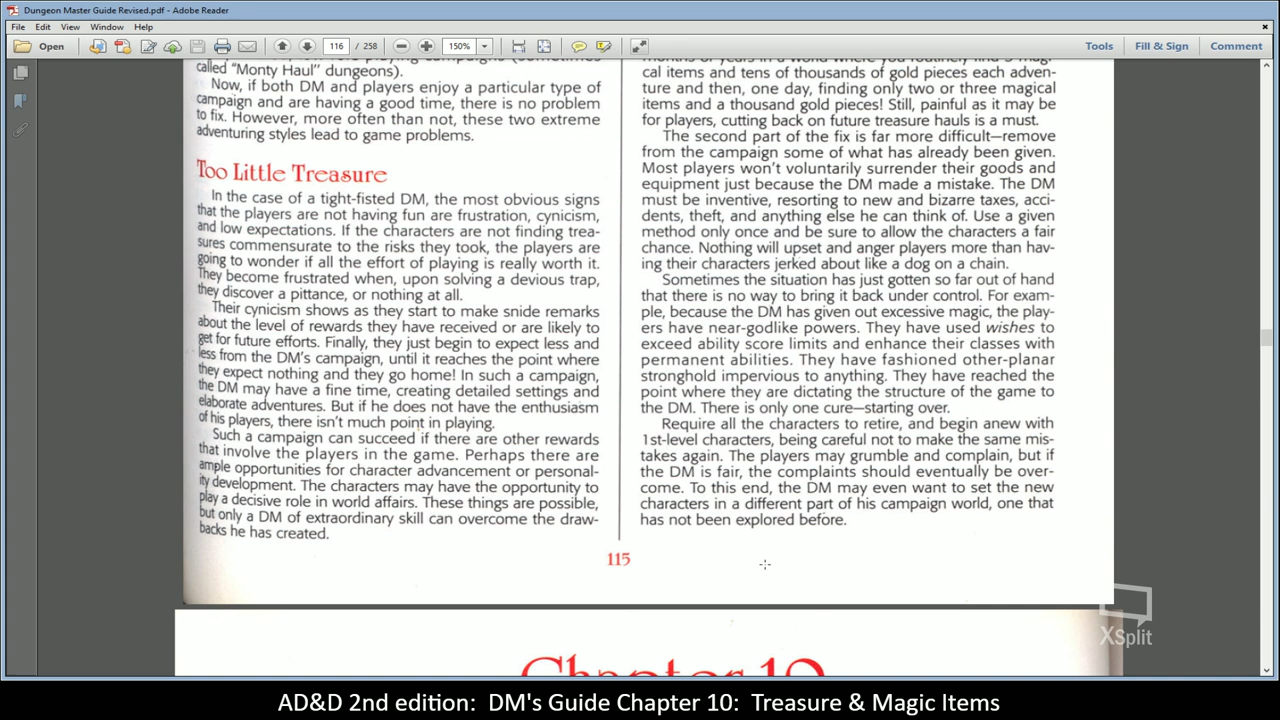 Dungeon Master Guide Revised.pdf - Adobe Reader
File Edit View Window Help
Open
116 / 258
150%
Tools
Fill & Sign
Comment
called "Monty Haul" dungeons).
Now, if both DM and players enjoy a particular type of
campaign and are having a good time, there is no problem
to fix. However, more often than not, these two extreme
adventuring styles lead to game problems.
Too Little Treasure
In the case of a tight-fisted DM, the most obvious signs
that the players are not having fun are frustration, cynicism,
and low expectations. If the characters are not finding trea-
sures commensurate to the risks they took, the players are
going to wonder if all the effort of playing is really worth it.
They become frustrated when, upon solving a devious trap,
they discover a pittance, or nothing at all.
Their cynicism shows as they start to make snide remarks
about the level of rewards they have received or are likely to
get for future efforts. Finally, they just begin to expect less and
less from the DM's campaign, until it reaches the point where
they expect nothing and they go home! In such a campaign,
the DM may have a fine time, creating detailed settings and
elaborate adventures. But if he does not have the enthusiasm
of his players, there isn't much point in playing.
Such a campaign can succeed if there are other rewards
that involve the players in the game. Perhaps there are
ample opportunities for character advancement or personal-
ity development. The characters may have the opportunity to
play a decisive role in world affairs. These things are possible,
but only a DM of extraordinary skill can overcome the draw-
backs he has created.
cal items and tens of thousands of gold pieces each adven-
ture and then, one day, finding only two or three magical
items and a thousand gold pieces! Still, painful as it may be
for players, cutting back on future treasure hauls is a must.
The second part of the fix is far more difficult—remove
from the campaign some of what has already been given.
Most players won't voluntarily surrender their goods and
equipment just because the DM made a mistake. The DM
must be inventive, resorting to new and bizarre taxes, acci-
dents, theft, and anything else he can think of. Use a given
method only once and be sure to allow the characters a fair
chance. Nothing will upset and anger players more than hav-
ing their characters jerked about like a dog on a chain.
Sometimes the situation has just gotten so far out of hand
that there is no way to bring it back under control. For exam-
ple, because the DM has given out excessive magic, the play-
ers have near-godlike powers. They have used wishes to
exceed ability score limits and enhance their classes with
permanent abilities. They have fashioned other-planar
stronghold impervious to anything. They have reached the
point where they are dictating the structure of the game to
the DM. There is only one cure—starting over.
Require all the characters to retire, and begin anew with
1st-level characters, being careful not to make the same mis-
takes again. The players may grumble and complain, but if
the DM is fair, the complaints should eventually be over-
come. To this end, the DM may even want to set the new
characters in a different part of his campaign world, one that
has not been explored before.
115
XSplit
Chapter 10
AD&D 2nd edition: DM's Guide Chapter 10: Treasure & Magic Items